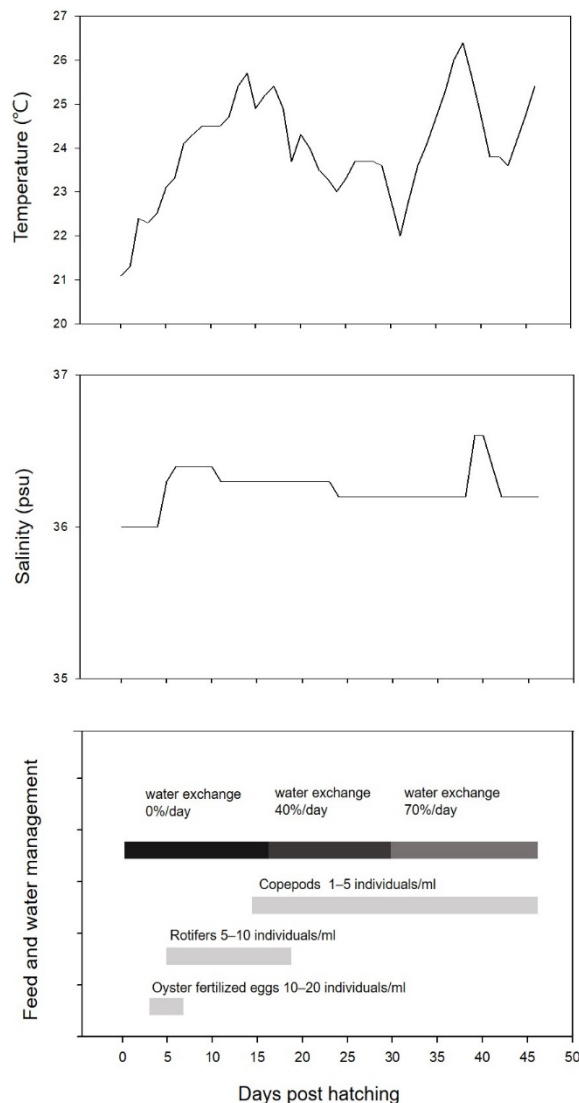 27
26
25
24
23
22
21
20
Temperature (℃)
37
36
35
Salinity (psu)
Feed and water management
water exchange water exchange water exchange
0%/day 40%/day 70%/day
Copepods 1–5 individuals/ml
Rotifers 5–10 individuals/ml
Oyster fertilized eggs 10–20 individuals/ml
0 5 10 15 20 25 30 35 40 45 50
Days post hatching